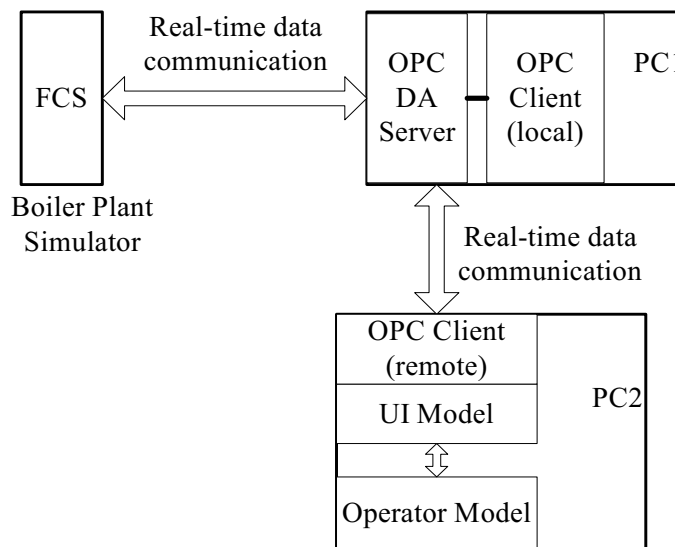 Real-time data
communication
FCS
Boiler Plant
Simulator
OPC
DA
Server
OPC
Client
(local)
PC1
Real-time data
communication
OPC Client
(remote)
UI Model
PC2
Operator Model